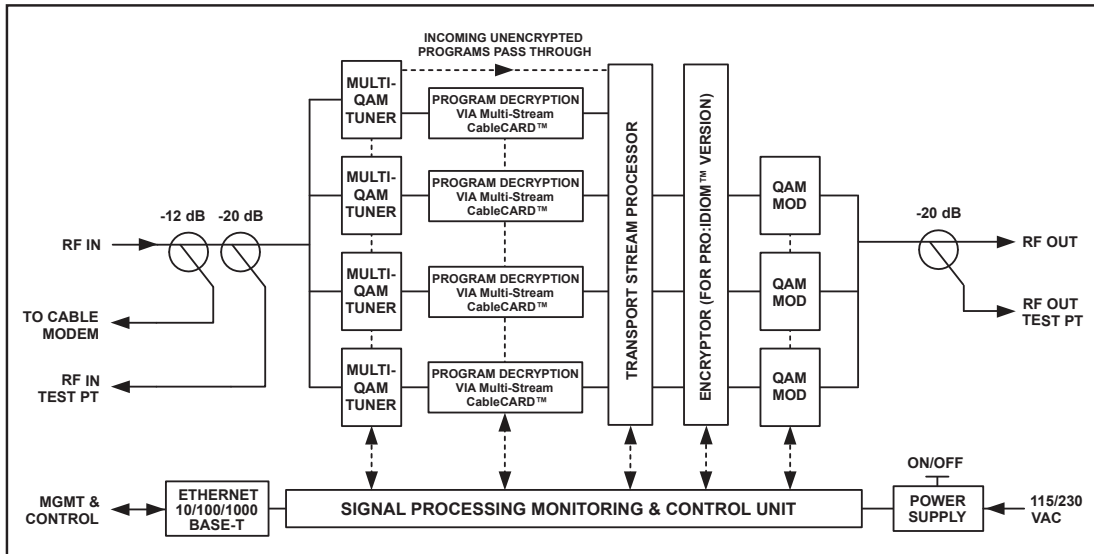 INCOMING UNENCRYPTED
PROGRAMS PASS THROUGH
MULTI-
QAM
TUNER
PROGRAM DECRYPTION
VIA Multi-Stream
CableCARD™
MULTI-
QAM
TUNER
PROGRAM DECRYPTION
VIA Multi-Stream
CableCARD™
MULTI-
QAM
TUNER
PROGRAM DECRYPTION
VIA Multi-Stream
CableCARD™
MULTI-
QAM
TUNER
PROGRAM DECRYPTION
VIA Multi-Stream
CableCARD™
TRANSPORT STREAM PROCESSOR
ENCRYPTOR (FOR PRO:IDIOM™ VERSION)
QAM
MOD
QAM
MOD
QAM
MOD
-12 dB
-20 dB
RF IN
TO CABLE
MODEM
RF IN
TEST PT
-20 dB
RF OUT
RF OUT
TEST PT
MGMT &
CONTROL
ETHERNET
10/100/1000
BASE-T
SIGNAL PROCESSING MONITORING & CONTROL UNIT
ON/OFF
POWER
SUPPLY
115/230
VAC